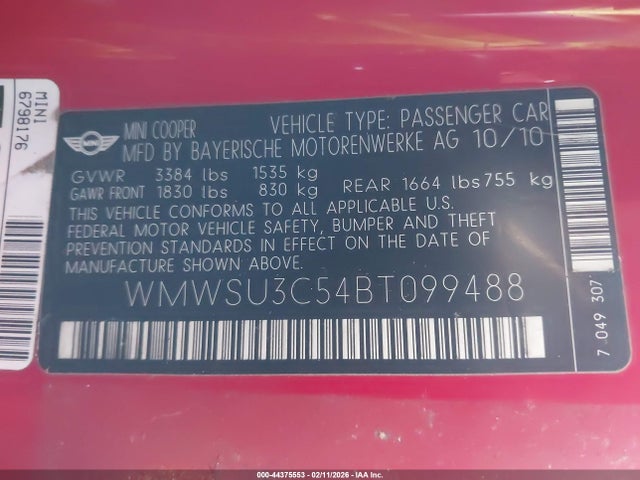 MINI
6798176
MINI COOPER VEHICLE TYPE: PASSENGER CAR
MFD BY BAYERISCHE MOTORENWERKE AG 10/10
GVWR 3384 lbs 1535 kg
GAWR FRONT 1830 lbs 830 kg REAR 1664 lbs 755 kg
THIS VEHICLE CONFORMS TO ALL APPLICABLE U.S.
FEDERAL MOTOR VEHICLE SAFETY, BUMPER AND THEFT
PREVENTION STANDARDS IN EFFECT ON THE DATE OF
MANUFACTURE SHOWN ABOVE.
WMWSU3C54BT099488
7 049 307
000-44375553 - 02/11/2026 - IAA Inc.